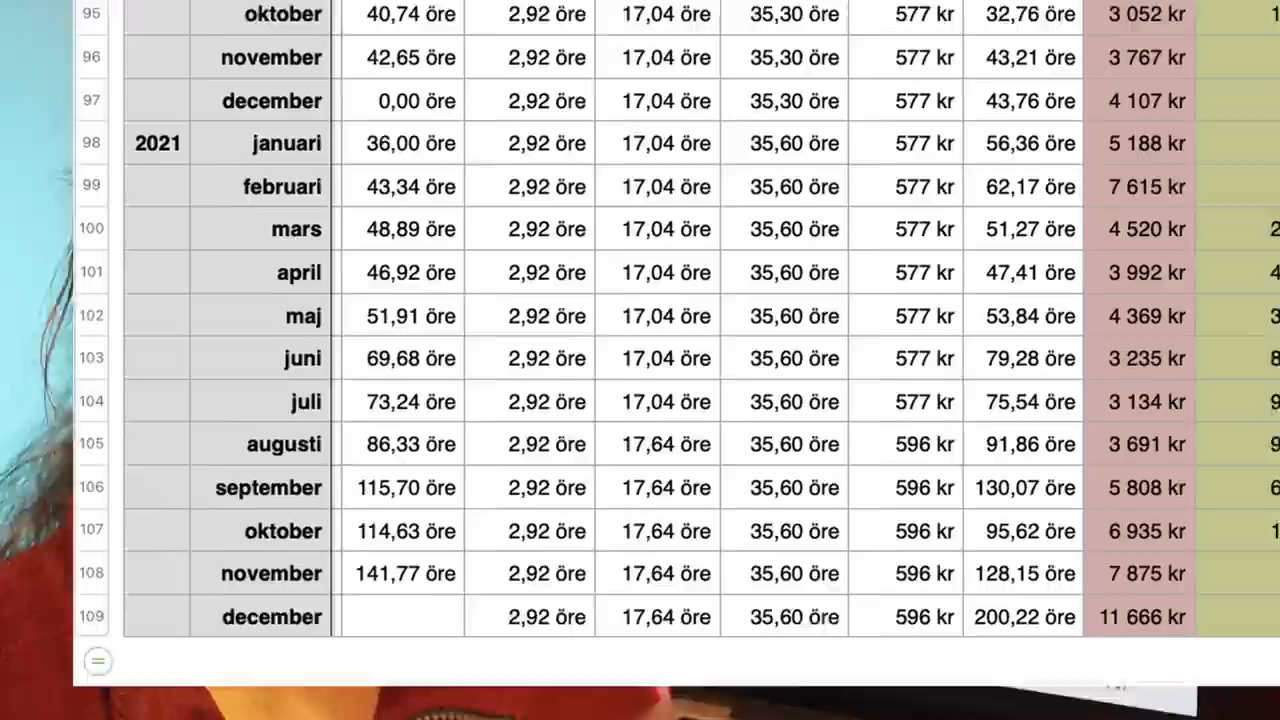 95 oktober 40,74 öre 2,92 öre 17,04 öre 35,30 öre 577 kr 32,76 öre 3 052 kr 1
96 november 42,65 öre 2,92 öre 17,04 öre 35,30 öre 577 kr 43,21 öre 3 767 kr
97 december 0,00 öre 2,92 öre 17,04 öre 35,30 öre 577 kr 43,76 öre 4 107 kr
98 2021 januari 36,00 öre 2,92 öre 17,04 öre 35,60 öre 577 kr 56,36 öre 5 188 kr
99 februari 43,34 öre 2,92 öre 17,04 öre 35,60 öre 577 kr 62,17 öre 7 615 kr
100 mars 48,89 öre 2,92 öre 17,04 öre 35,60 öre 577 kr 51,27 öre 4 520 kr 2
101 april 46,92 öre 2,92 öre 17,04 öre 35,60 öre 577 kr 47,41 öre 3 992 kr 4
102 maj 51,91 öre 2,92 öre 17,04 öre 35,60 öre 577 kr 53,84 öre 4 369 kr 3
103 juni 69,68 öre 2,92 öre 17,04 öre 35,60 öre 577 kr 79,28 öre 3 235 kr 8
104 juli 73,24 öre 2,92 öre 17,04 öre 35,60 öre 577 kr 75,54 öre 3 134 kr 9
105 augusti 86,33 öre 2,92 öre 17,64 öre 35,60 öre 596 kr 91,86 öre 3 691 kr 9
106 september 115,70 öre 2,92 öre 17,64 öre 35,60 öre 596 kr 130,07 öre 5 808 kr 6
107 oktober 114,63 öre 2,92 öre 17,64 öre 35,60 öre 596 kr 95,62 öre 6 935 kr 1
108 november 141,77 öre 2,92 öre 17,64 öre 35,60 öre 596 kr 128,15 öre 7 875 kr
109 december 2,92 öre 17,64 öre 35,60 öre 596 kr 200,22 öre 11 666 kr
=